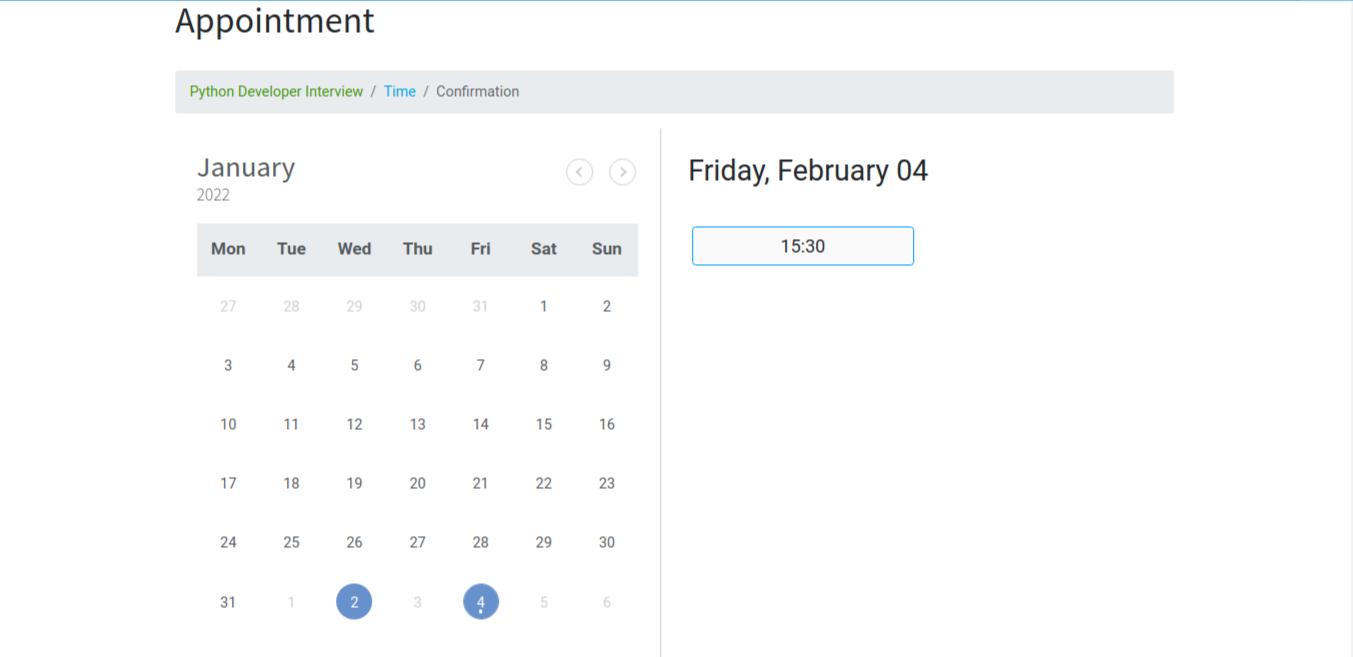 Appointment
Python Developer Interview / Time / Confirmation
January
2022
Mon Tue Wed Thu Fri Sat Sun
27 28 29 30 31 1 2
3 4 5 6 7 8 9
10 11 12 13 14 15 16
17 18 19 20 21 22 23
24 25 26 27 28 29 30
31 1 2 3 4 5 6
Friday, February 04
15:30